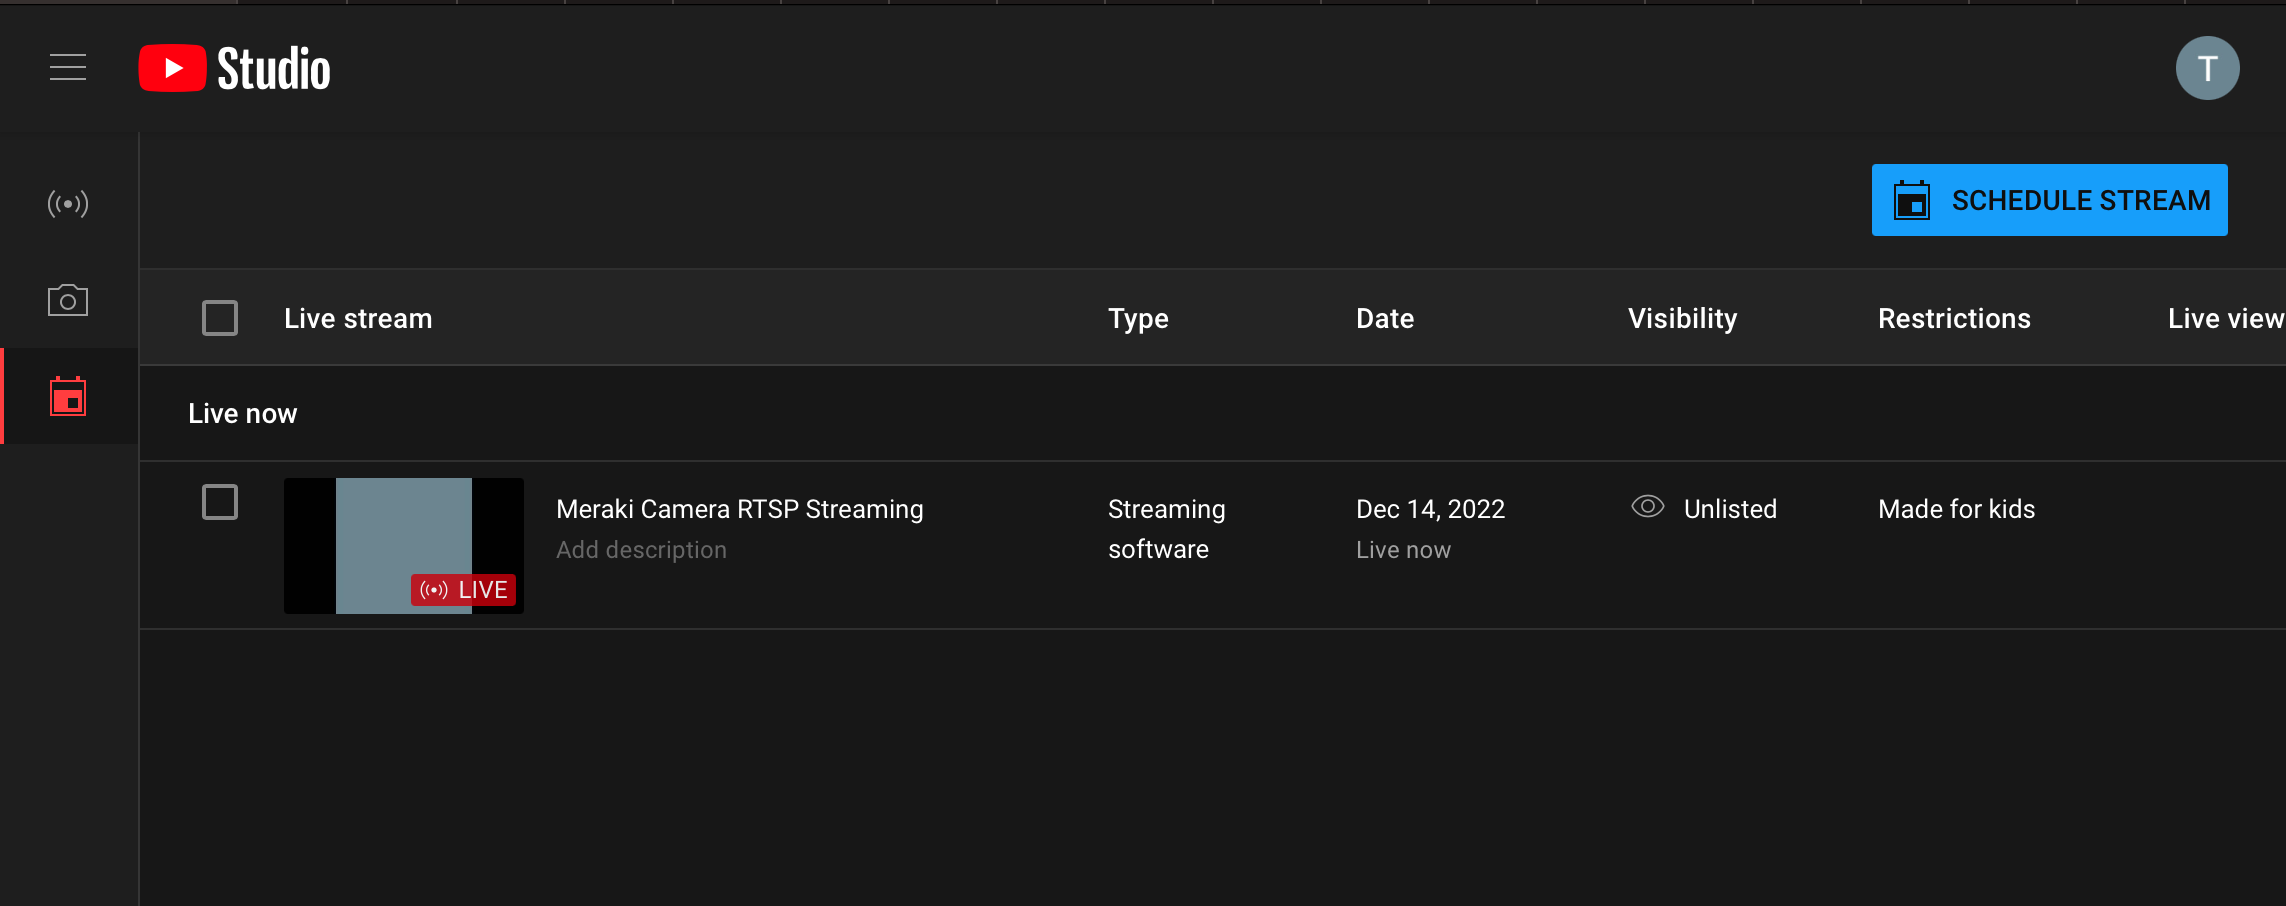 Studio
T
SCHEDULE STREAM
Live stream Type Date Visibility Restrictions Live view
Live now
Meraki Camera RTSP Streaming Streaming Dec 14, 2022 Unlisted Made for kids
Add description software Live now
LIVE